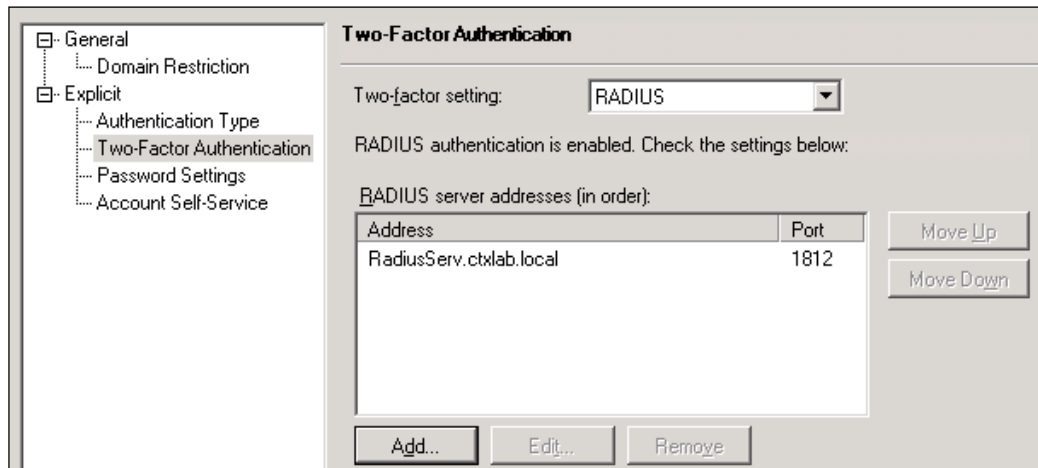 General
Domain Restriction
Explicit
Authentication Type
Two-Factor Authentication
Password Settings
Account Self-Service
Two-Factor Authentication
Two-factor setting: RADIUS
RADIUS authentication is enabled. Check the settings below:
RADIUS server addresses (in order):
Address Port
RadiusServ.ctxlab.local 1812
Move Up
Move Down
Add... Edit... Remove